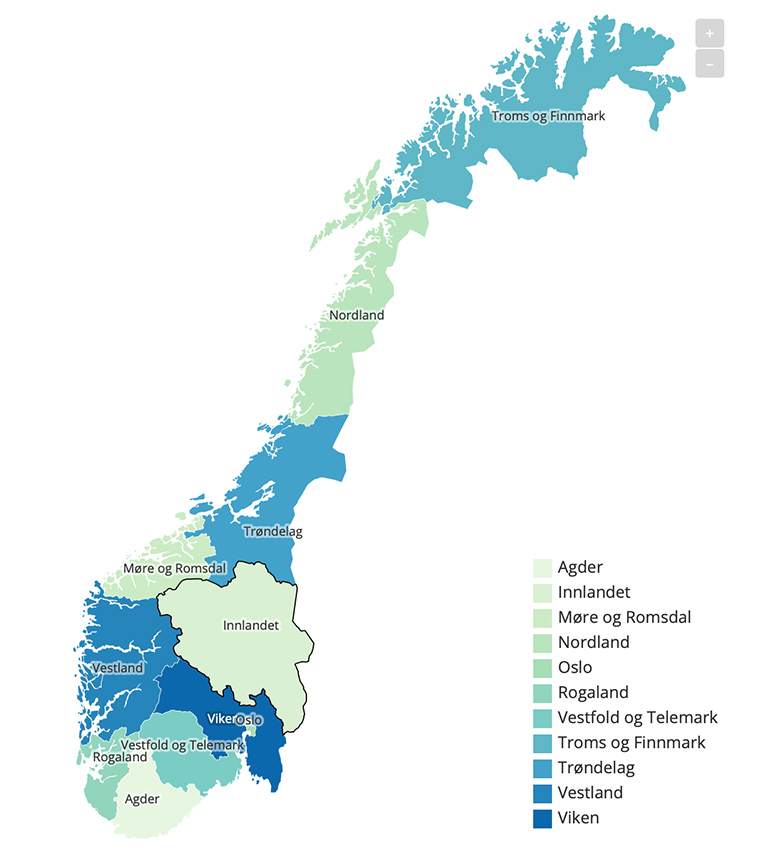 +
−
Troms og Finnmark
Nordland
Trøndelag
Møre og Romsdal
Innlandet
Vestland
Viken
Oslo
Vestfold og Telemark
Rogaland
Agder
Agder
Innlandet
Møre og Romsdal
Nordland
Oslo
Rogaland
Vestfold og Telemark
Troms og Finnmark
Trøndelag
Vestland
Viken